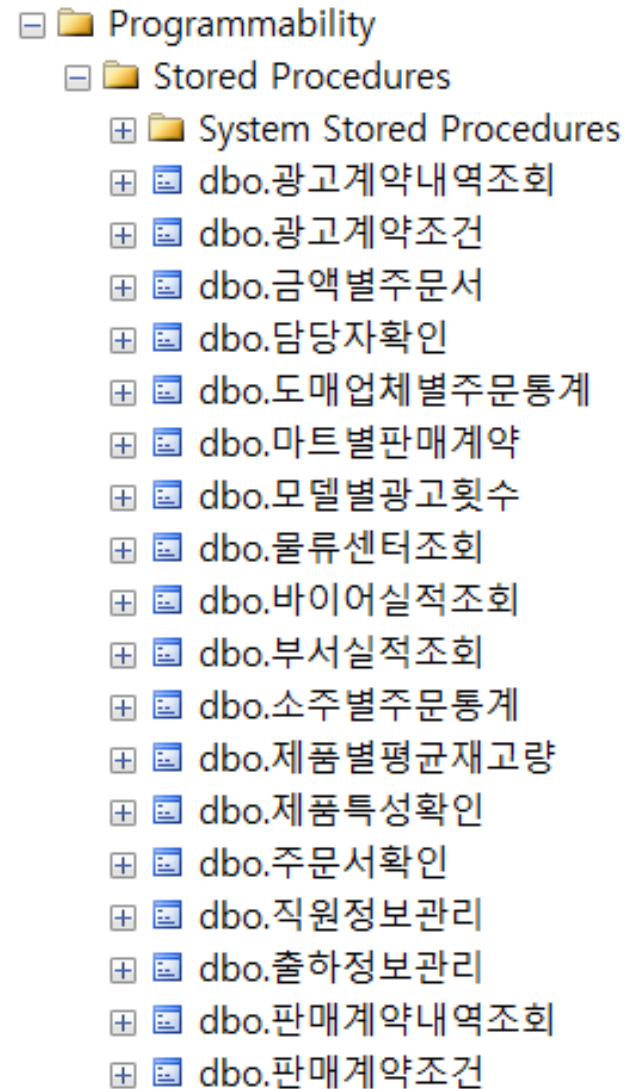 Programmability
Stored Procedures
System Stored Procedures
dbo.광고계약내역조회
dbo.광고계약조건
dbo.금액별주문서
dbo.담당자확인
dbo.도매업체별주문통계
dbo.마트별판매계약
dbo.모델별광고횟수
dbo.물류센터조회
dbo.바이어실적조회
dbo.부서실적조회
dbo.소주별주문통계
dbo.제품별평균재고량
dbo.제품특성확인
dbo.주문서확인
dbo.직원정보관리
dbo.출하정보관리
dbo.판매계약내역조회
dbo.판매계약조건